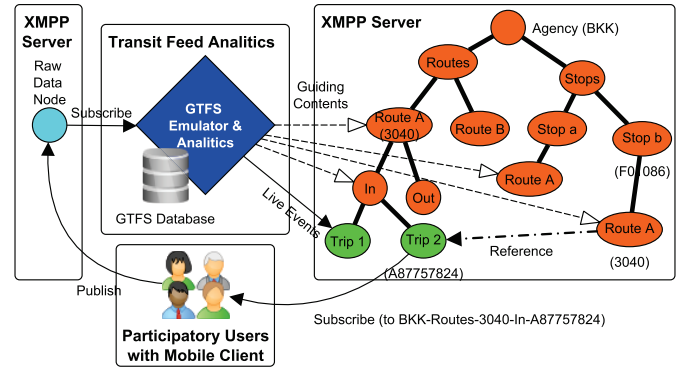 XMPP
Server
Raw
Data
Node
Subscribe
Transit Feed Analitics
GTFS
Emulator &
Analitics
GTFS Database
Guiding
Contents
Live Events
XMPP Server
Agency (BKK)
Routes
Stops
Route A
(3040)
Route B
Stop a
Stop b
(F01086)
Route A
In
Out
Trip 1
Trip 2
(A87757824)
Route A
(3040)
Reference
Publish
Participatory Users
with Mobile Client
Subscribe (to BKK-Routes-3040-In-A87757824)